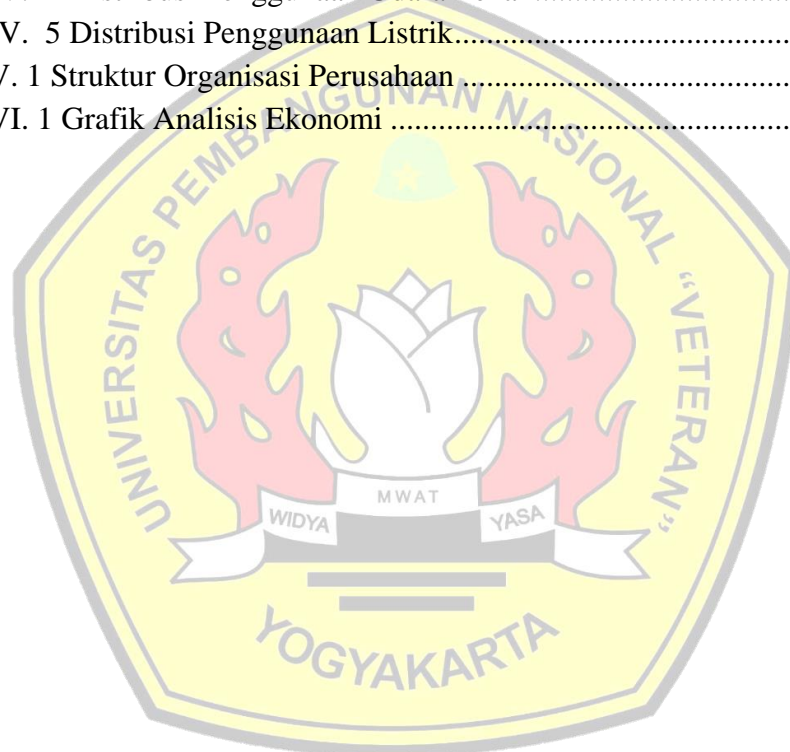 V. 5 Distribusi Penggunaan Listrik....................................
V. 1 Struktur Organisasi Perusahaan ...................................
VI. 1 Grafik Analisis Ekonomi ..........................................
UNIVERSITAS PEMBANGUNAN NASIONAL “VETERAN”
MWAT
WIDYA YASA
YOGYAKARTA